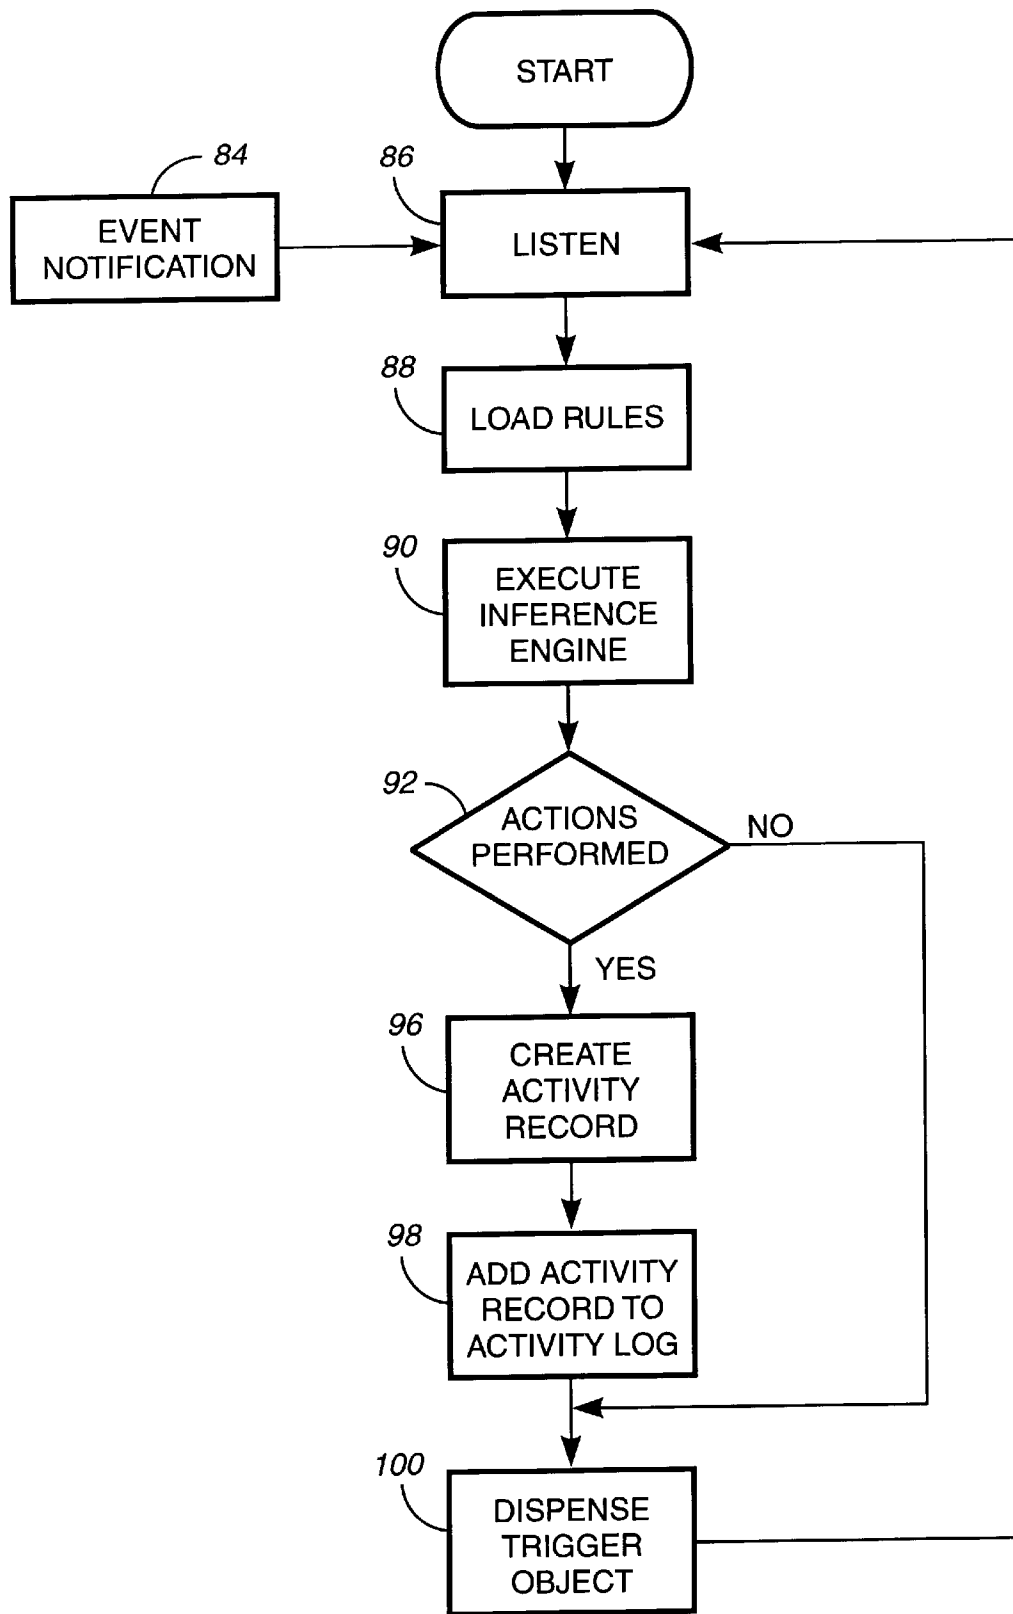 START
84
86
EVENT
NOTIFICATION
LISTEN
88
LOAD RULES
90
EXECUTE
INFERENCE
ENGINE
92
ACTIONS
PERFORMED
NO
YES
96
CREATE
ACTIVITY
RECORD
98
ADD ACTIVITY
RECORD TO
ACTIVITY LOG
100
DISPENSE
TRIGGER
OBJECT